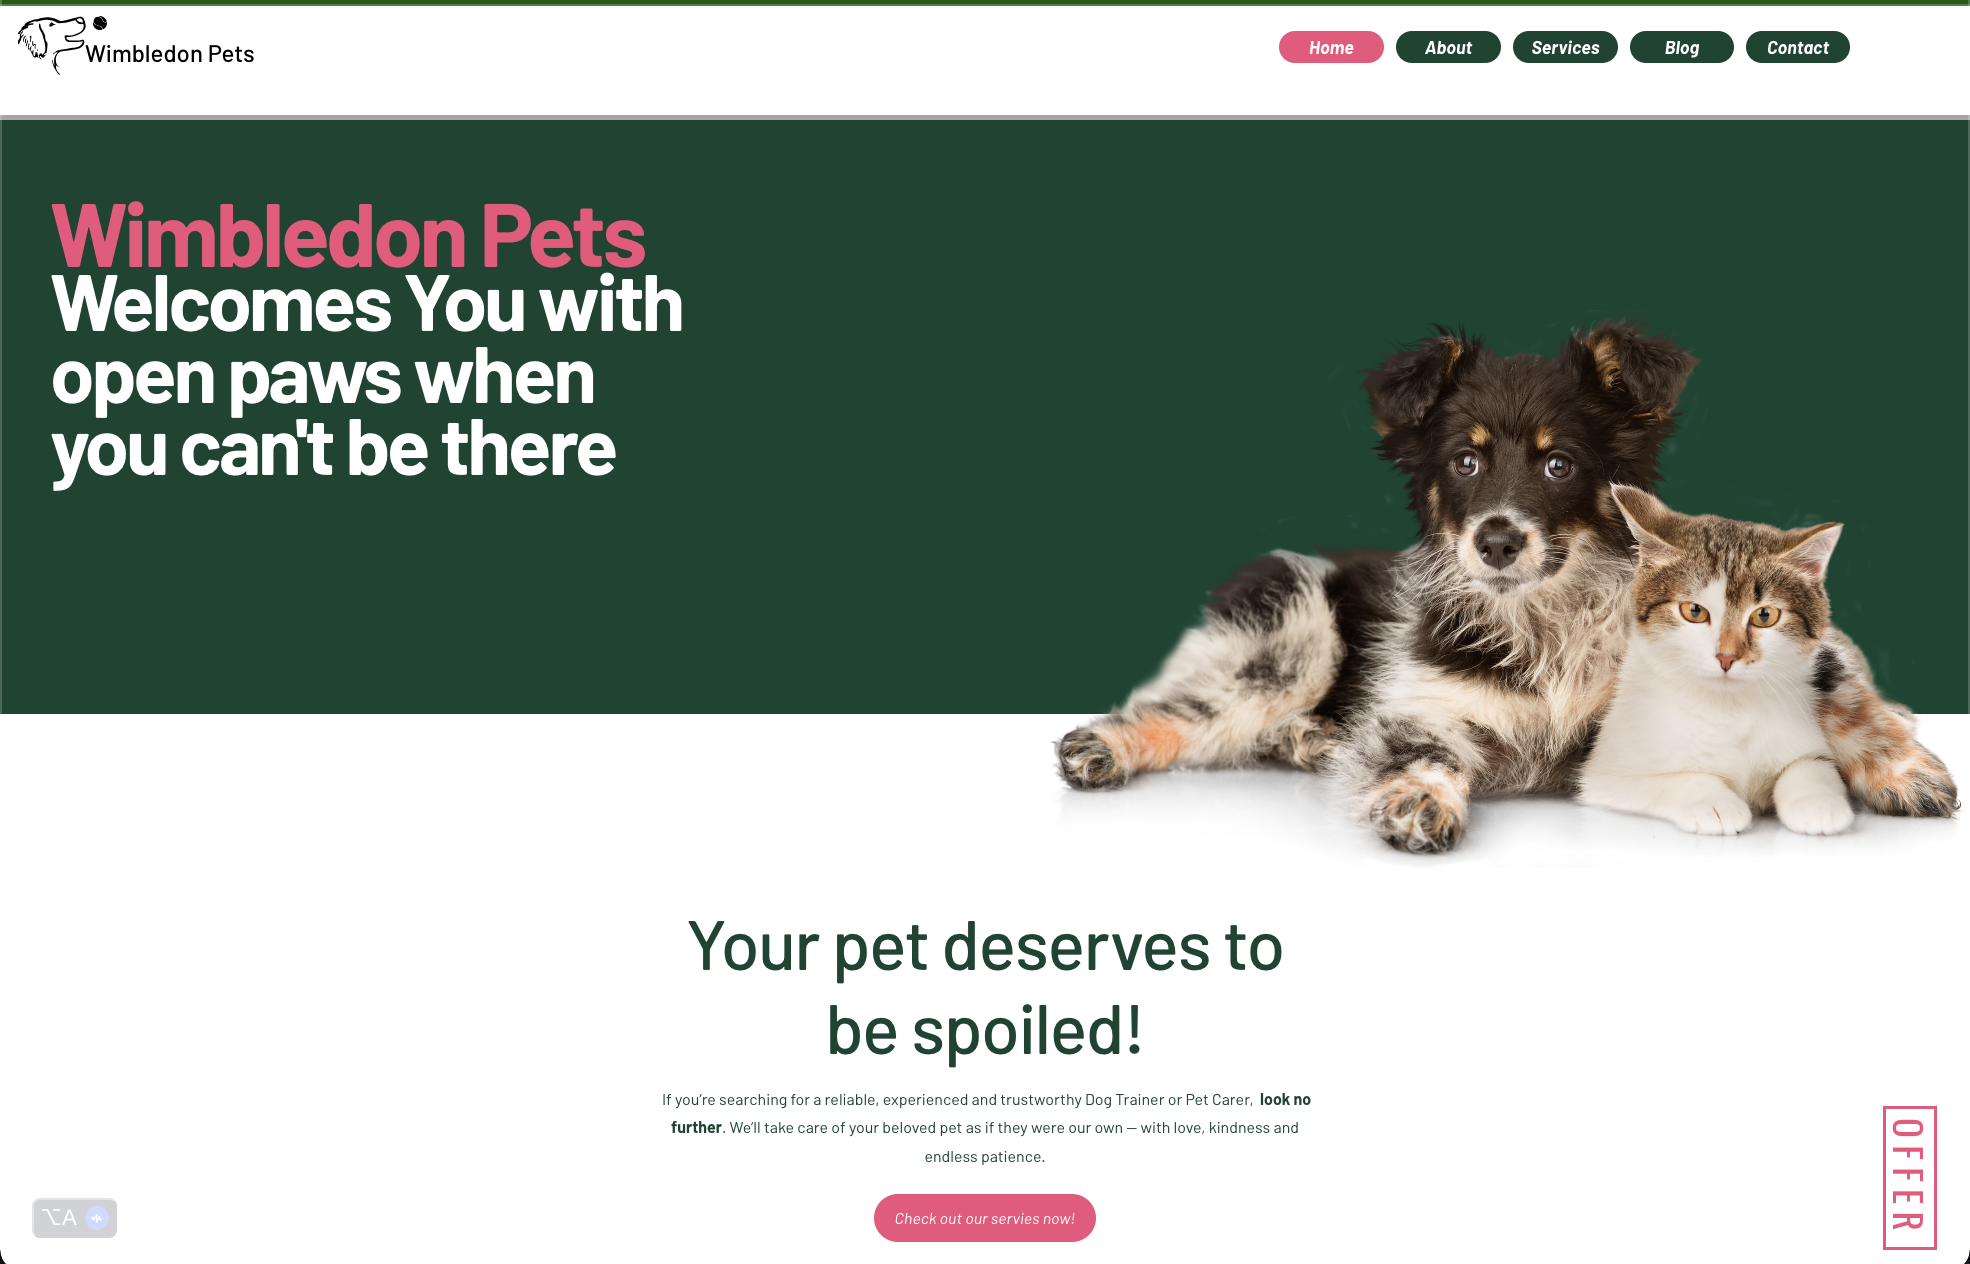 Wimbledon Pets
Home
About
Services
Blog
Contact
Wimbledon Pets
Welcomes You with
open paws when
you can't be there
Your pet deserves to
be spoiled!
If you’re searching for a reliable, experienced and trustworthy Dog Trainer or Pet Carer, look no
further. We’ll take care of your beloved pet as if they were our own — with love, kindness and
endless patience.
Check out our servies now!
OFFER
⌥A